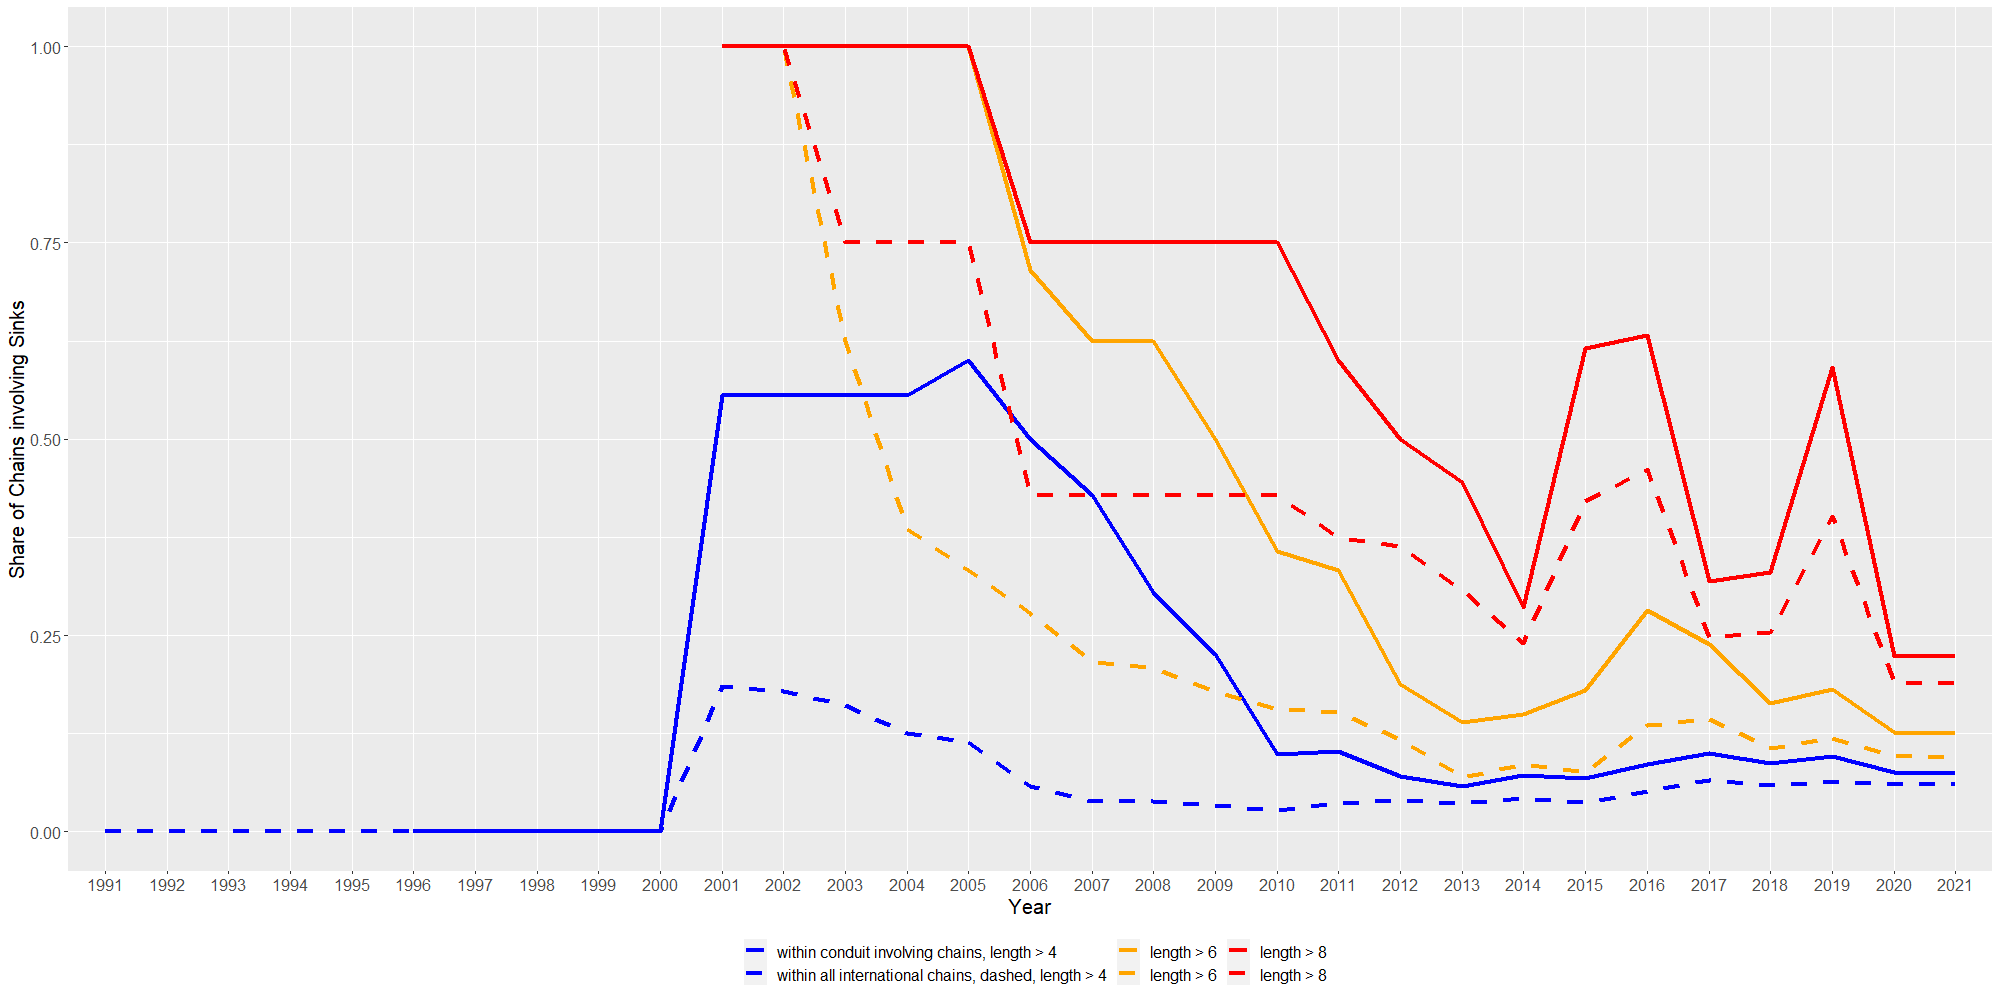 Share of Chains involving Sinks
1.00
0.75
0.50
0.25
0.00
1991 1992 1993 1994 1995 1996 1997 1998 1999 2000 2001 2002 2003 2004 2005 2006 2007 2008 2009 2010 2011 2012 2013 2014 2015 2016 2017 2018 2019 2020 2021
Year
within conduit involving chains, length > 4 length > 6 length > 8
within all international chains, dashed, length > 4 length > 6 length > 8